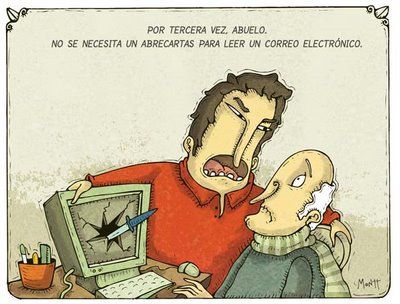 POR TERCERA VEZ, ABUELO.
NO SE NECESITA UN ABRECARTAS PARA LEER UN CORREO ELECTRÓNICO.
MONTT